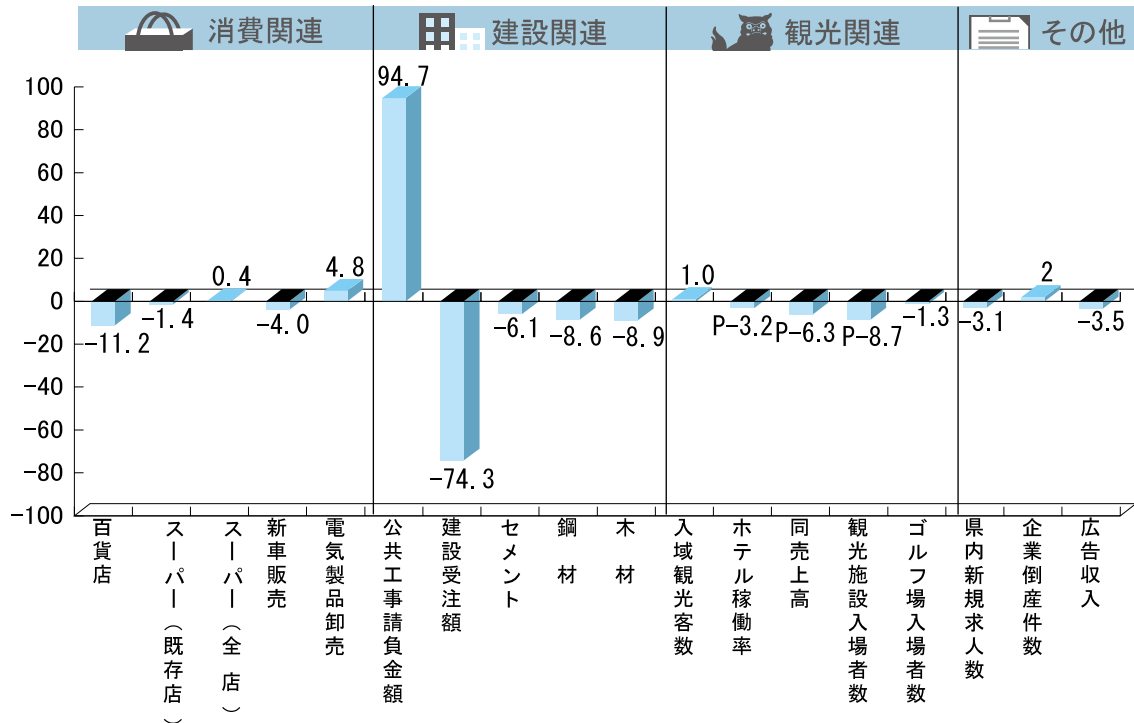 消費関連
建設関連
観光関連
その他
100
80
60
40
20
0
-20
-40
-60
-80
-100
-11.2
-1.4
0.4
-4.0
4.8
94.7
-74.3
-6.1
-8.6
-8.9
1.0
P-3.2
P-6.3
P-8.7
-1.3
-3.1
2
-3.5
百貨店
スーパー（既存店）
スーパー（全 店）
新車販売
電気製品卸売
公共工事請負金額
建設受注額
セメント
鋼 材
木 材
入域観光客数
ホテル稼働率
同売上高
観光施設入場者数
ゴルフ場入場者数
県内新規求人数
企業倒産件数
広告収入